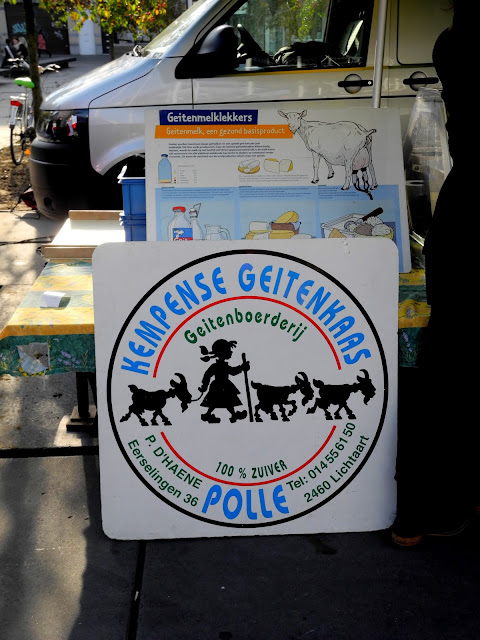 Geitenmelklekkers
Geitenmelk, een gezond basisproduct
KEMPENSE GEITENKAAS
Geitenboerderij
P. D'HAENE
Eerselingen 36
100 % ZUIVER
POLLE
Tel: 014 55 61 50
2460 Lichtaart